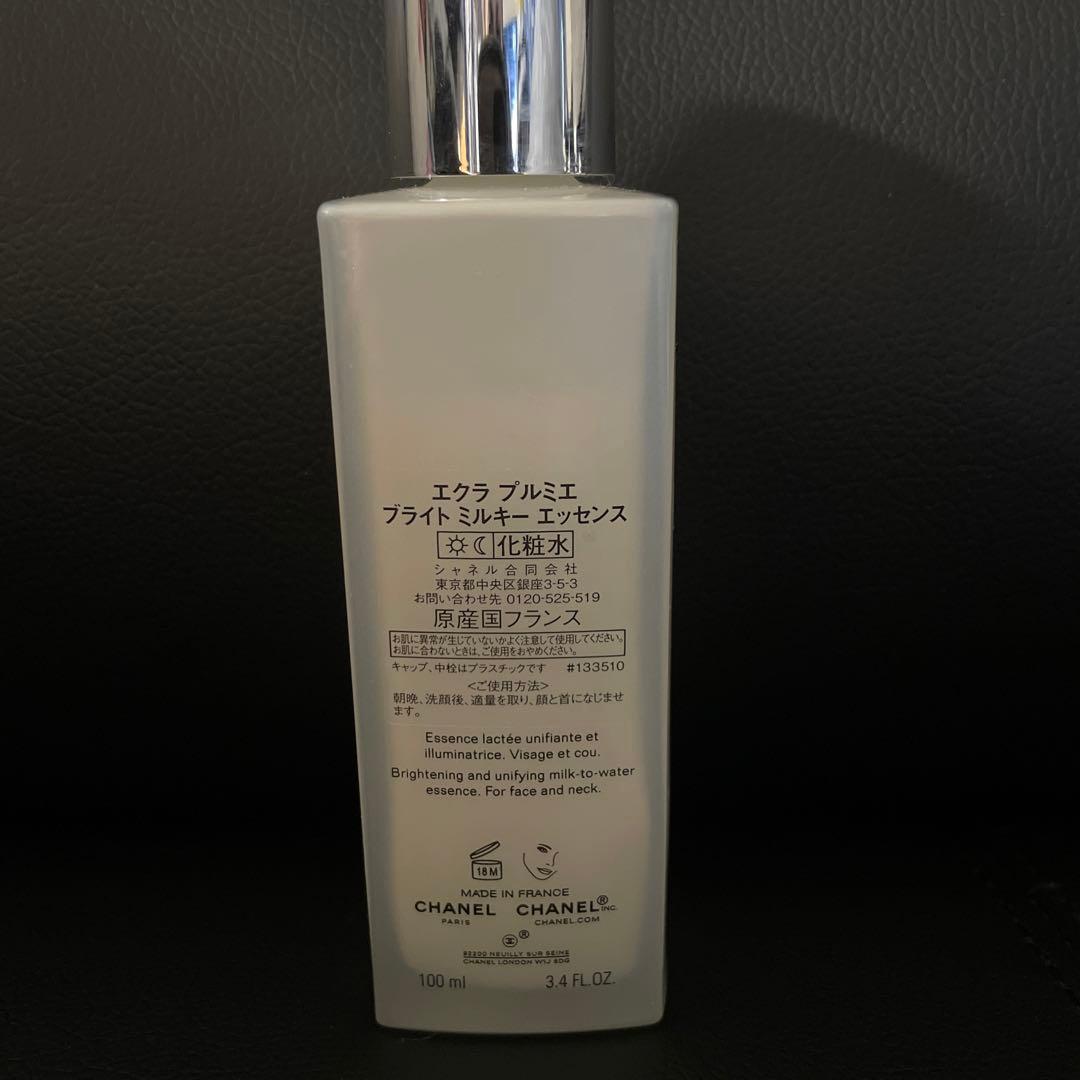 エクラ プルミエ
ブライト ミルキー エッセンス
化粧水
シャネル合同会社
東京都中央区銀座3-5-3
お問い合わせ先 0120-525-519
原産国フランス
お肌に異常が生じていないかよく注意して使用してください。
お肌に合わないときは、ご使用をおやめください。
キャップ、中栓はプラスチックです #133510
<ご使用方法>
朝晩、洗顔後、適量を取り、顔と首になじませ
ます。
Essence lactée unifiante et
illuminatrice. Visage et cou.
Brightening and unifying milk-to-water
essence. For face and neck.
18M
MADE IN FRANCE
CHANEL CHANEL® INC.
PARIS CHANEL.COM
®
92200 NEUILLY SUR SEINE
CHANEL LONDON W1J 6DG
100 ml 3.4 FL.OZ.